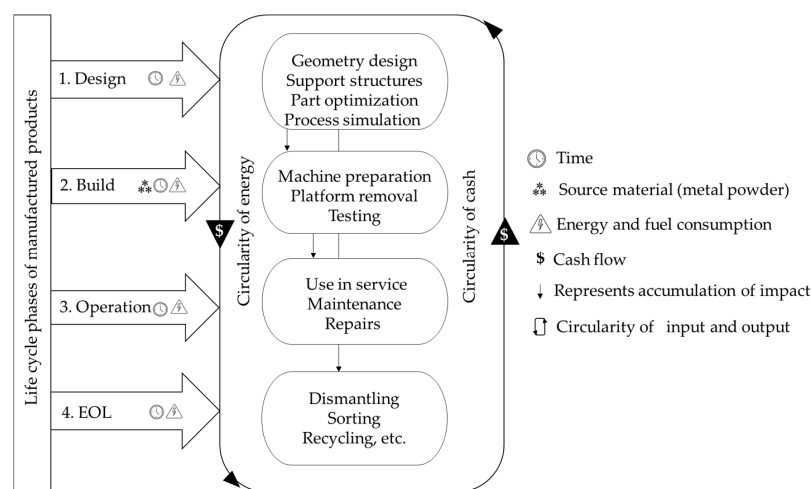 Life cycle phases of manufactured products
1. Design
2. Build
3. Operation
4. EOL
Circularity of energy
$
Geometry design
Support structures
Part optimization
Process simulation
Machine preparation
Platform removal
Testing
Use in service
Maintenance
Repairs
Dismantling
Sorting
Recycling, etc.
Circularity of cash
$
Time
Source material (metal powder)
Energy and fuel consumption
$ Cash flow
Represents accumulation of impact
Circularity of input and output